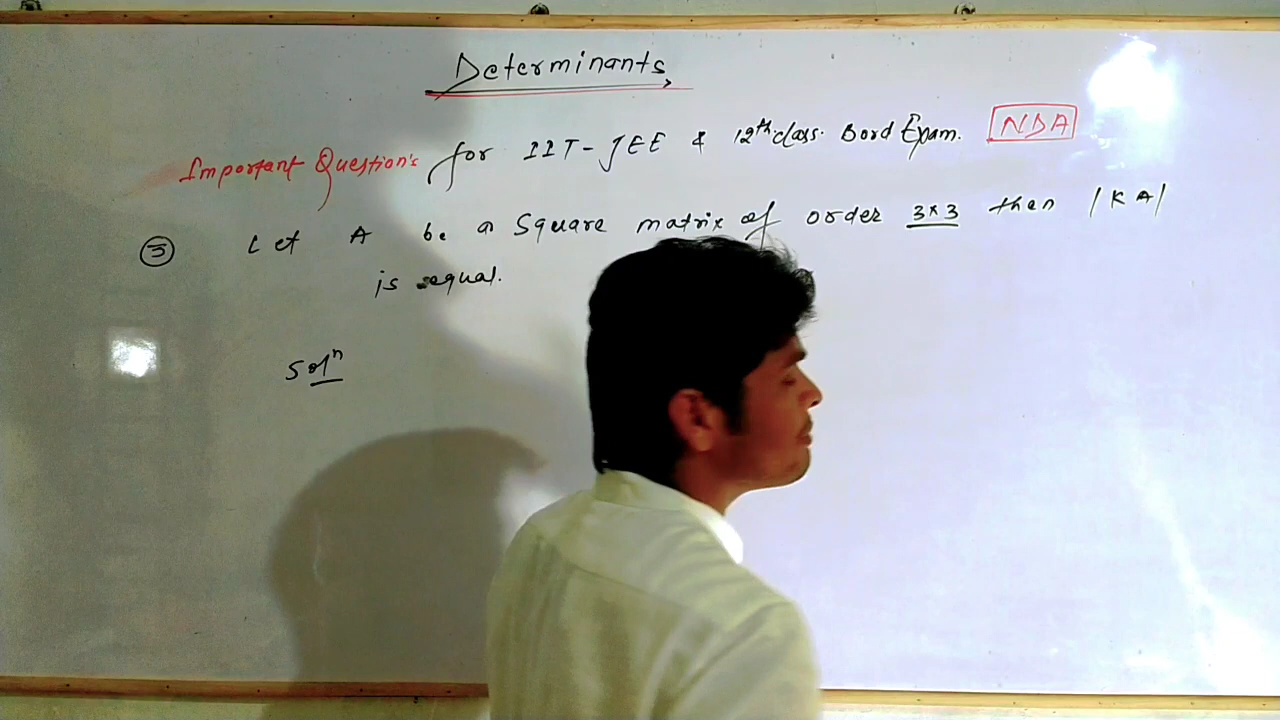 Determinants
Important Question's for IIT-JEE & 12th class. Bord Exam. NDA
③ Let A be a Square matrix of order 3×3 then |KA|
is equal.
Solⁿ